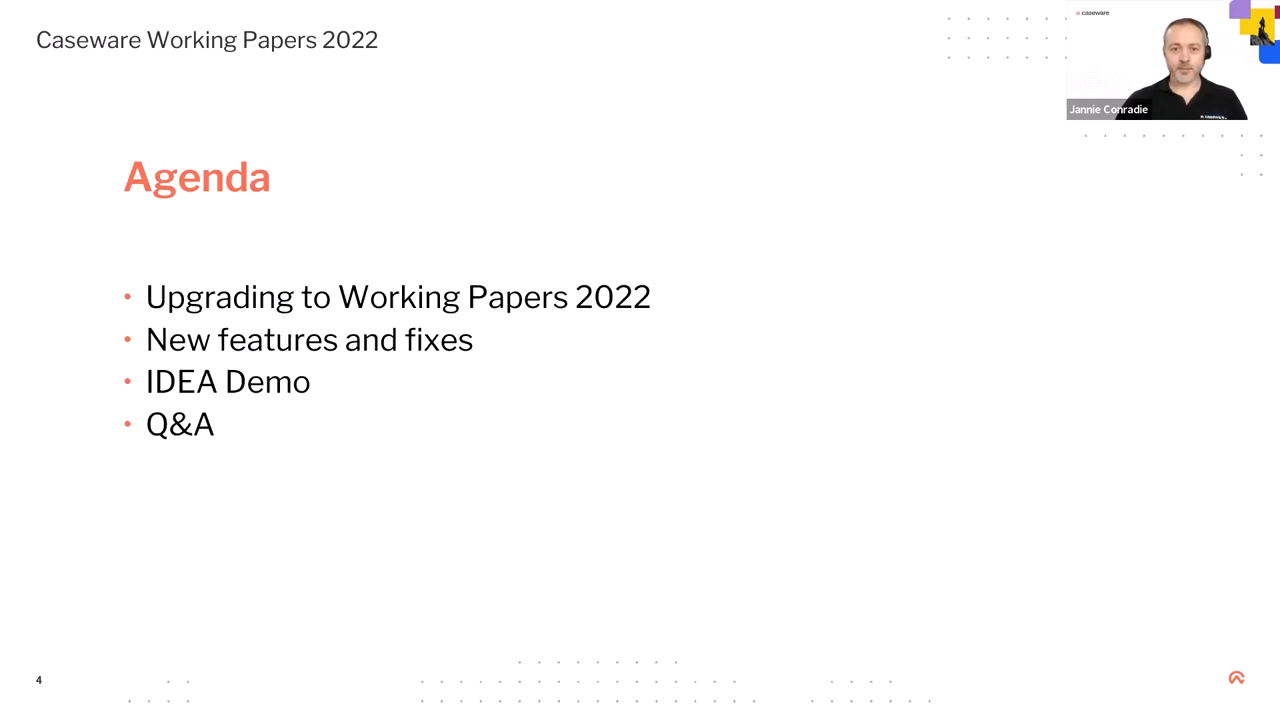 Caseware Working Papers 2022
caseware
Jannie Conradie
Agenda
• Upgrading to Working Papers 2022
• New features and fixes
• IDEA Demo
• Q&A
4